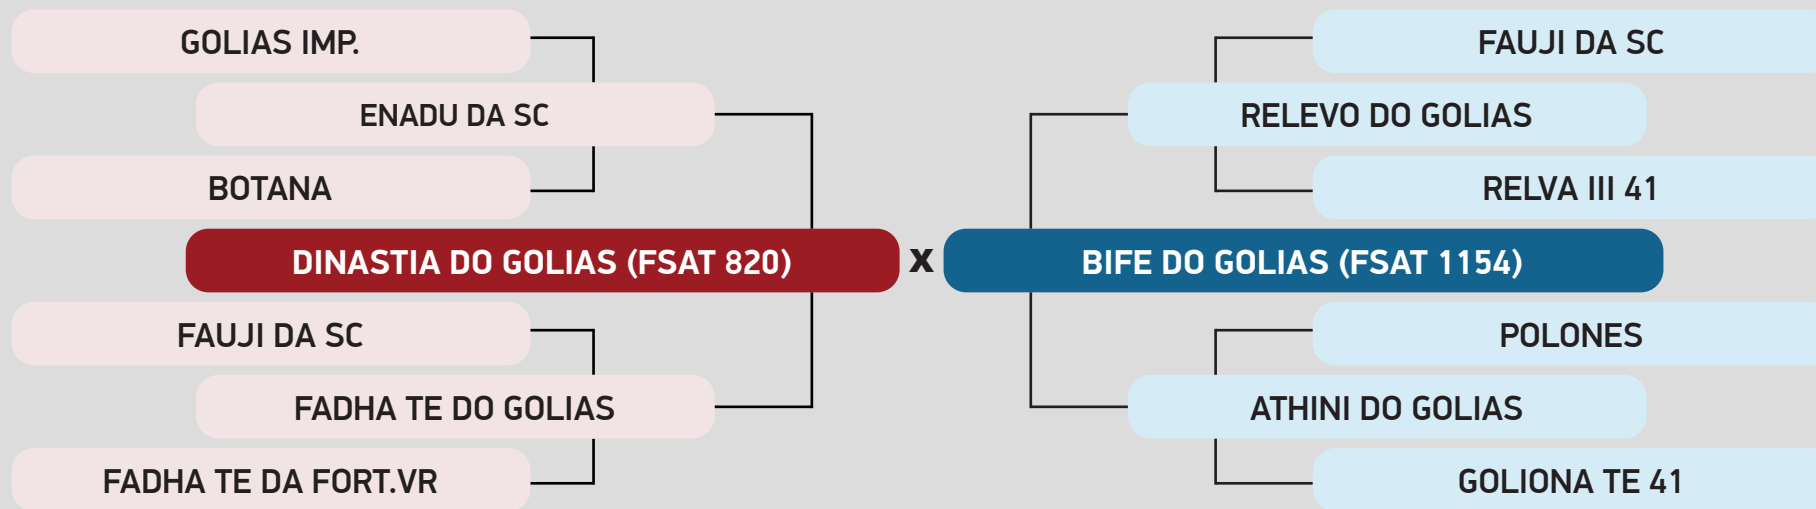 GOLIAS IMP.
ENADU DA SC
BOTANA
DINASTIA DO GOLIAS (FSAT 820)
FAUJI DA SC
FADHA TE DO GOLIAS
FADHA TE DA FORT.VR
x
FAUJI DA SC
RELEVO DO GOLIAS
RELVA III 41
BIFE DO GOLIAS (FSAT 1154)
POLONES
ATHINI DO GOLIAS
GOLIONA TE 41